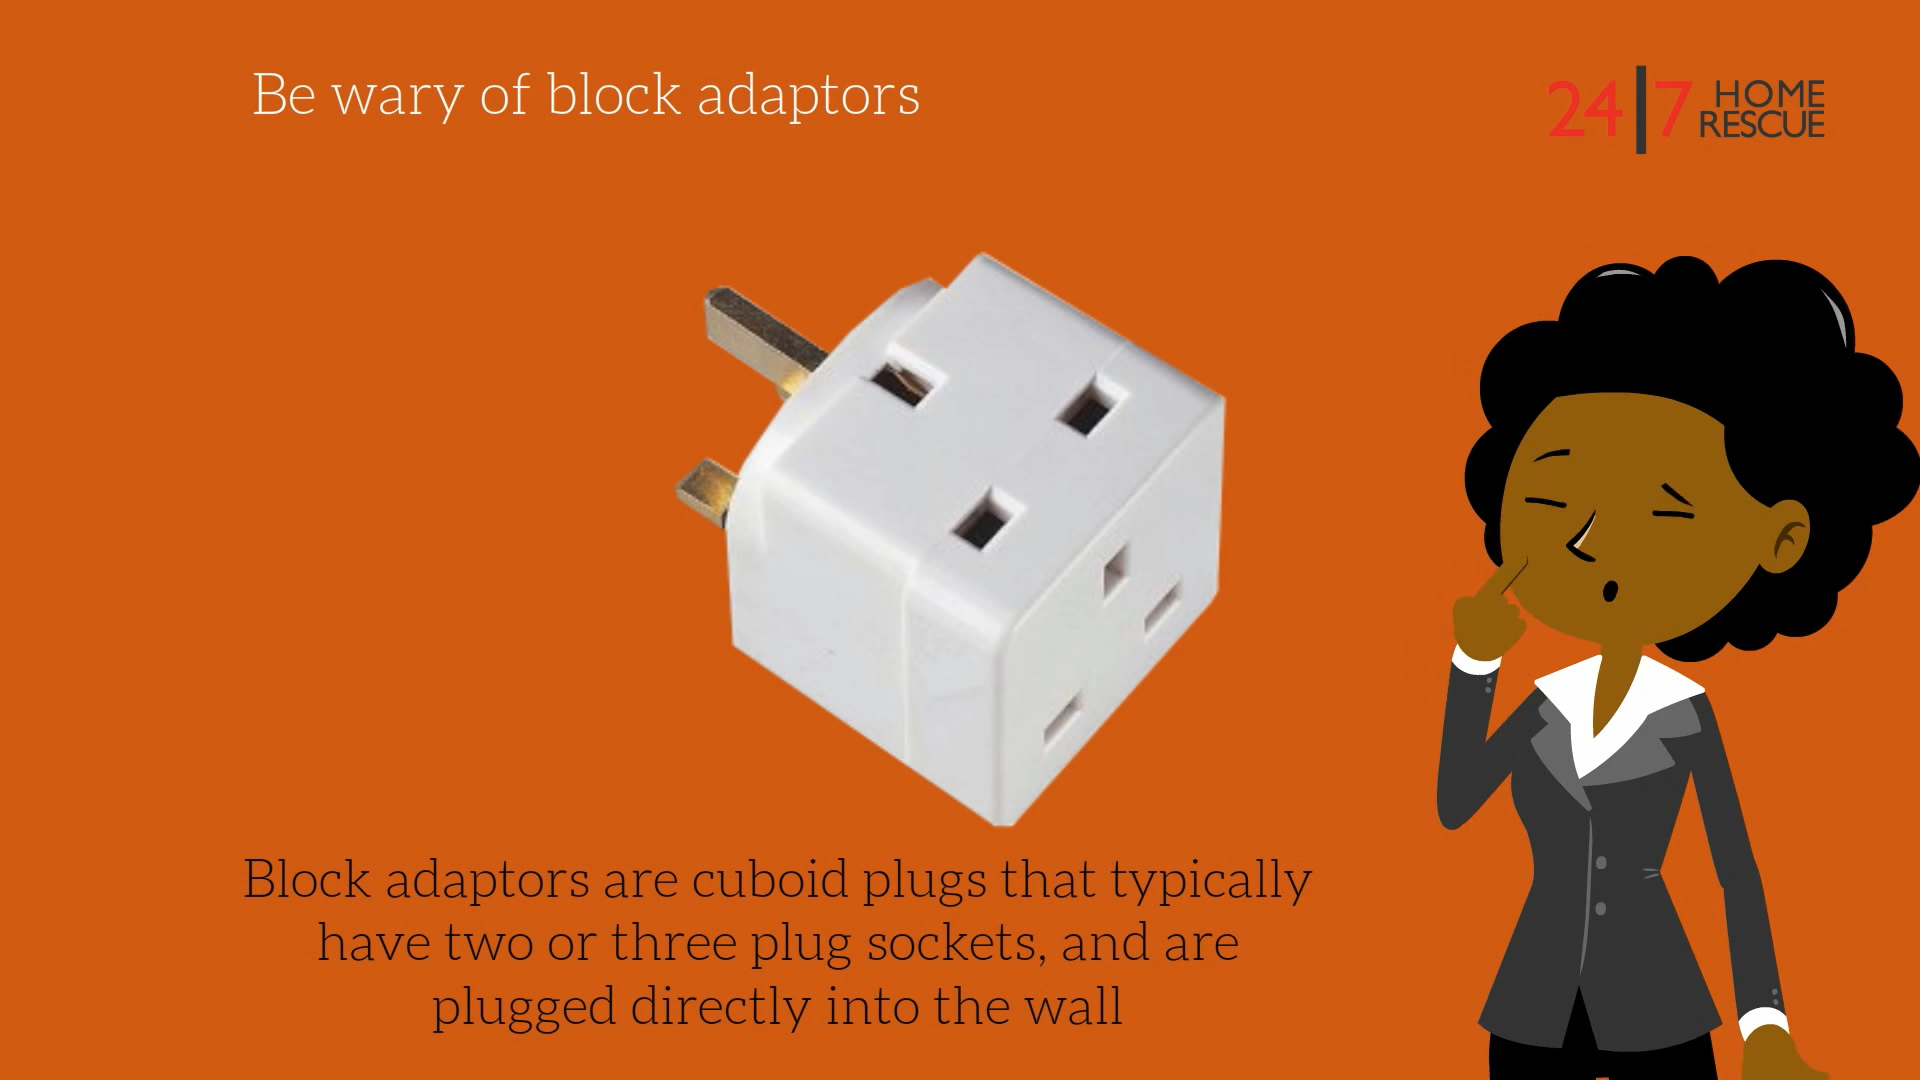 Be wary of block adaptors
24|7 HOME
RESCUE
Block adaptors are cuboid plugs that typically
have two or three plug sockets, and are
plugged directly into the wall